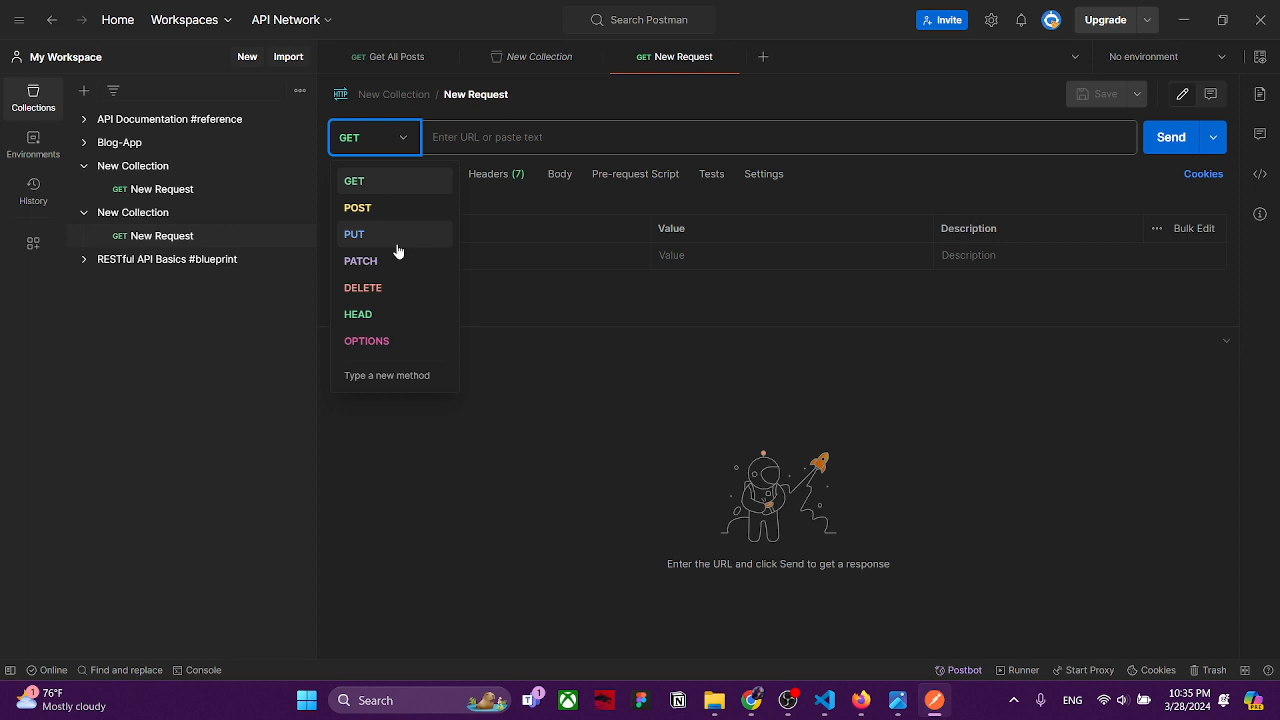 Home Workspaces API Network Search Postman Invite Upgrade
My Workspace New Import GET Get All Posts New Collection GET New Request No environment
Collections
Environments
History
API Documentation #reference
Blog-App
New Collection
GET New Request
New Collection
GET New Request
RESTful API Basics #blueprint
HTTP New Collection / New Request Save
GET Enter URL or paste text Send
Headers (7) Body Pre-request Script Tests Settings Cookies
GET
POST
PUT
PATCH
DELETE
HEAD
OPTIONS
Type a new method
Value Description Bulk Edit
Value Description
Enter the URL and click Send to get a response
Online Find and replace Console Postbot Runner Start Proxy Cookies Trash
1 76°F
Mostly cloudy
Search
1
ENG
10:35 PM
3/28/2024
PRE